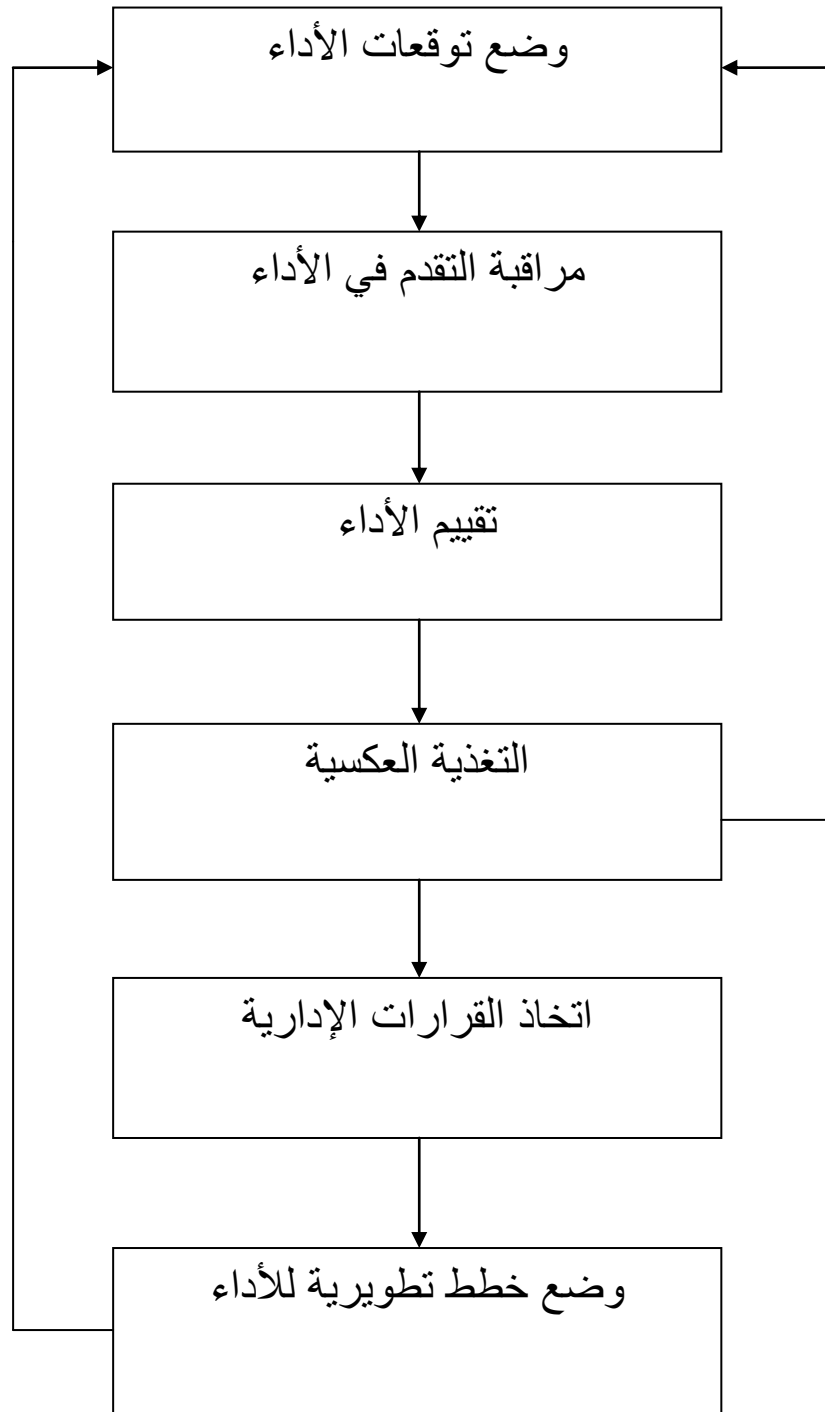 وضع توقعات الأداء
مراقبة التقدم في الأداء
تقييم الأداء
التغذية العكسية
اتخاذ القرارات الإدارية
وضع خطط تطويرية للأداء